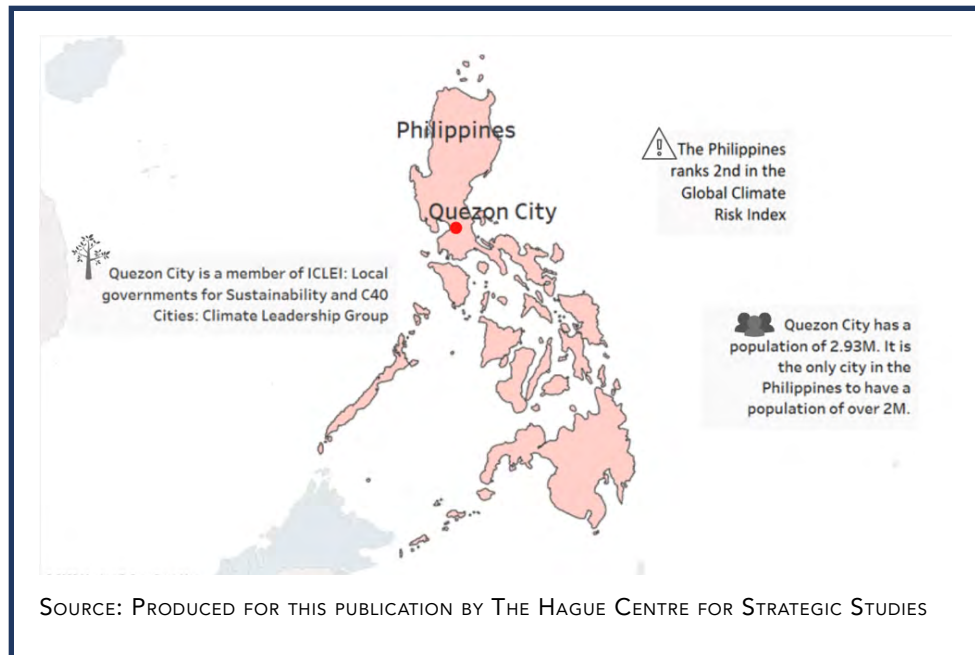 Philippines
The Philippines
ranks 2nd in the
Global Climate
Risk Index
Quezon City
Quezon City is a member of ICLEI: Local
governments for Sustainability and C40
Cities: Climate Leadership Group
Quezon City has a
population of 2.93M. It is
the only city in the
Philippines to have a
population of over 2M.
SOURCE: PRODUCED FOR THIS PUBLICATION BY THE HAGUE CENTRE FOR STRATEGIC STUDIES